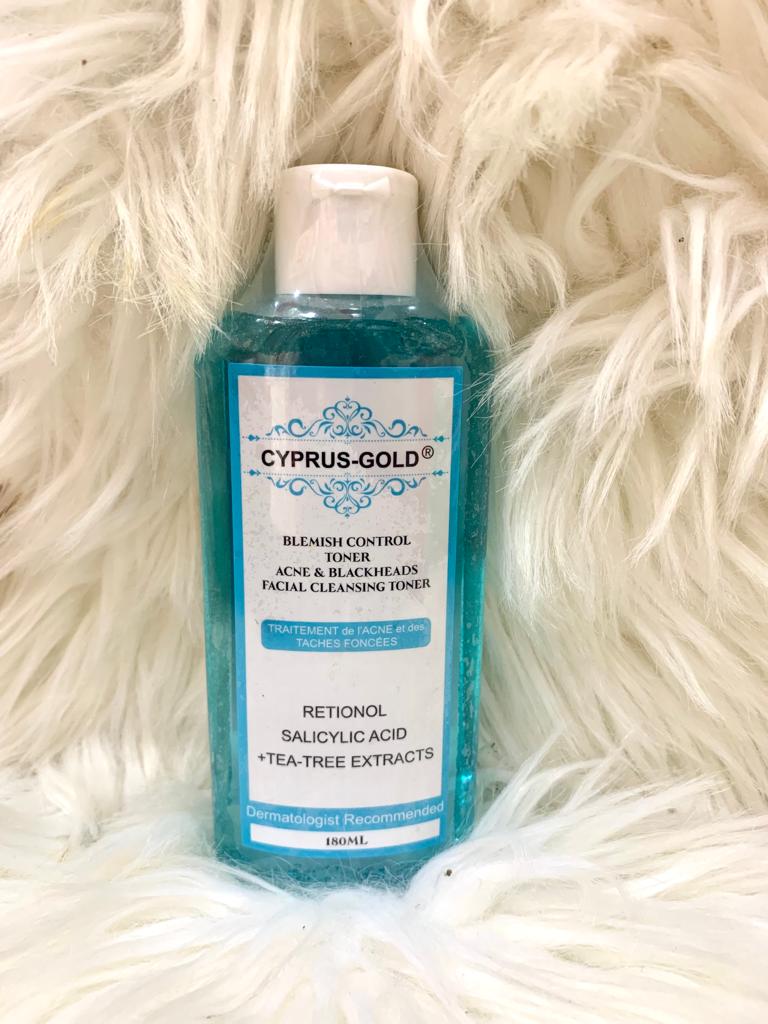 CYPRUS-GOLD®
BLEMISH CONTROL
TONER
ACNE & BLACKHEADS
FACIAL CLEANSING TONER
TRAITEMENT de l'ACNE et des
TACHES FONCÉES
RETIONOL
SALICYLIC ACID
+TEA-TREE EXTRACTS
Dermatologist Recommended
180ML